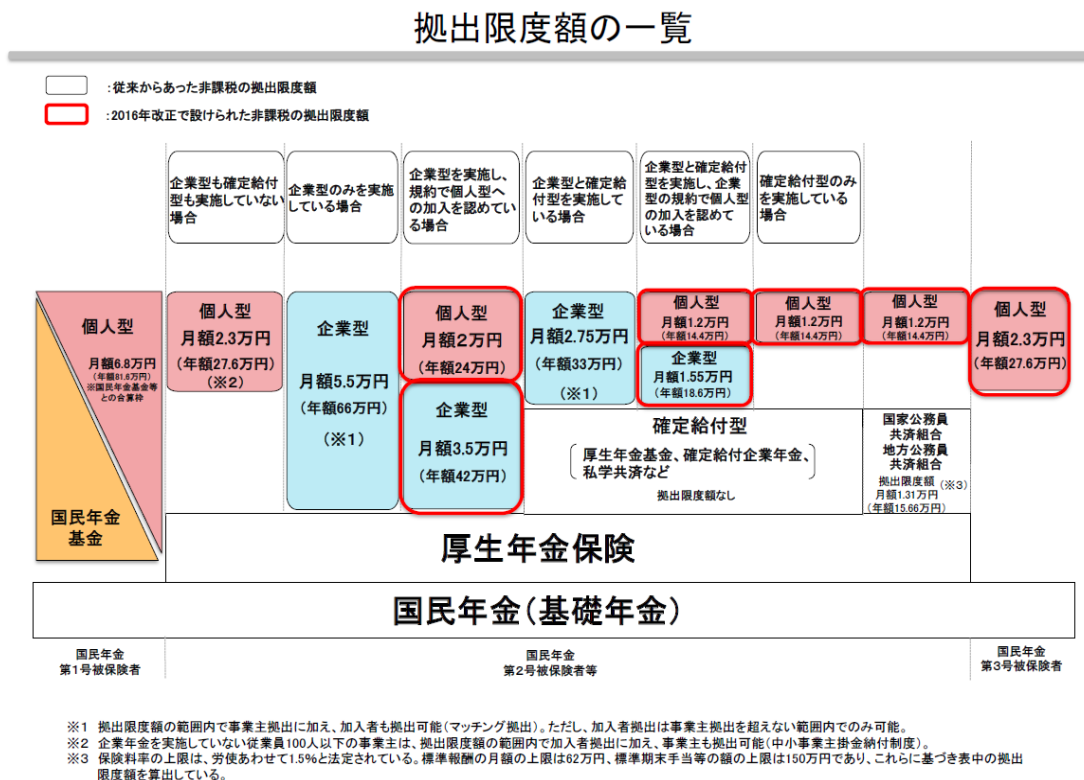 拠出限度額の一覧
:従来からあった非課税の拠出限度額
:2016年改正で設けられた非課税の拠出限度額
企業型も確定給付
型も実施していない
場合
企業型のみを実施
している場合
企業型を実施し、
規約で個人型へ
の加入を認めてい
る場合
企業型と確定給
付型を実施して
いる場合
企業型と確定給付
型を実施し、企業
型の規約で個人型
の加入を認めて
いる場合
確定給付型のみ
を実施している
場合
個人型
月額6.8万円
(年額81.6万円)
※国民年金基金等
との合算枠
国民年金
基金
個人型
月額2.3万円
(年額27.6万円)
(※2)
企業型
月額5.5万円
(年額66万円)
(※1)
個人型
月額2万円
(年額24万円)
企業型
月額3.5万円
(年額42万円)
企業型
月額2.75万円
(年額33万円)
(※1)
個人型
月額1.2万円
(年額14.4万円)
企業型
月額1.55万円
(年額18.6万円)
個人型
月額1.2万円
(年額14.4万円)
個人型
月額1.2万円
(年額14.4万円)
個人型
月額2.3万円
(年額27.6万円)
確定給付型
厚生年金基金、確定給付企業年金、
私学共済など
拠出限度額なし
国家公務員
共済組合
地方公務員
共済組合
拠出限度額(※3)
月額1.31万円
(年額15.66万円)
厚生年金保険
国民年金(基礎年金)
国民年金
第1号被保険者
国民年金
第2号被保険者等
国民年金
第3号被保険者
※1 拠出限度額の範囲内で事業主拠出に加え、加入者も拠出可能(マッチング拠出)。ただし、加入者拠出は事業主拠出を超えない範囲内でのみ可能。
※2 企業年金を実施していない従業員100人以下の事業主は、拠出限度額の範囲内で加入者拠出に加え、事業主も拠出可能(中小事業主掛金納付制度)。
※3 保険料率の上限は、労使あわせて1.5%と法定されている。標準報酬の月額の上限は62万円、標準期末手当等の額の上限は150万円であり、これらに基づき表中の拠出
限度額を算出している。